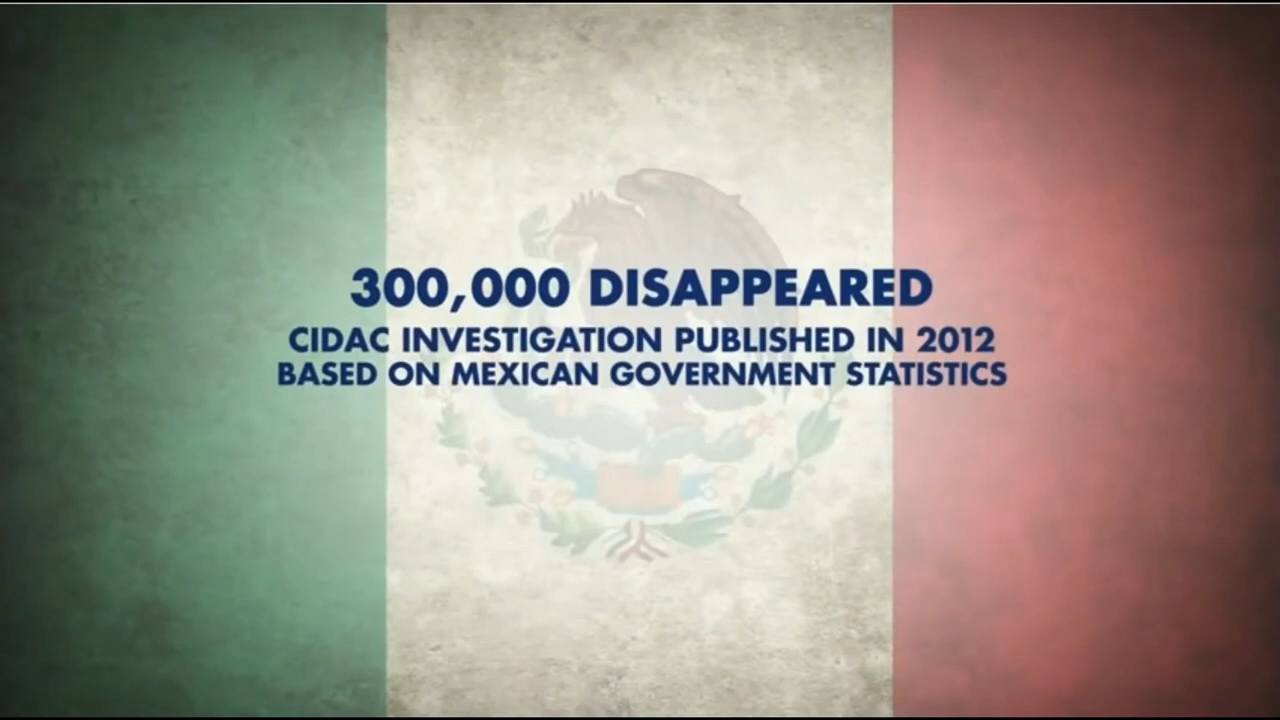 300,000 DISAPPEARED
CIDAC INVESTIGATION PUBLISHED IN 2012
BASED ON MEXICAN GOVERNMENT STATISTICS